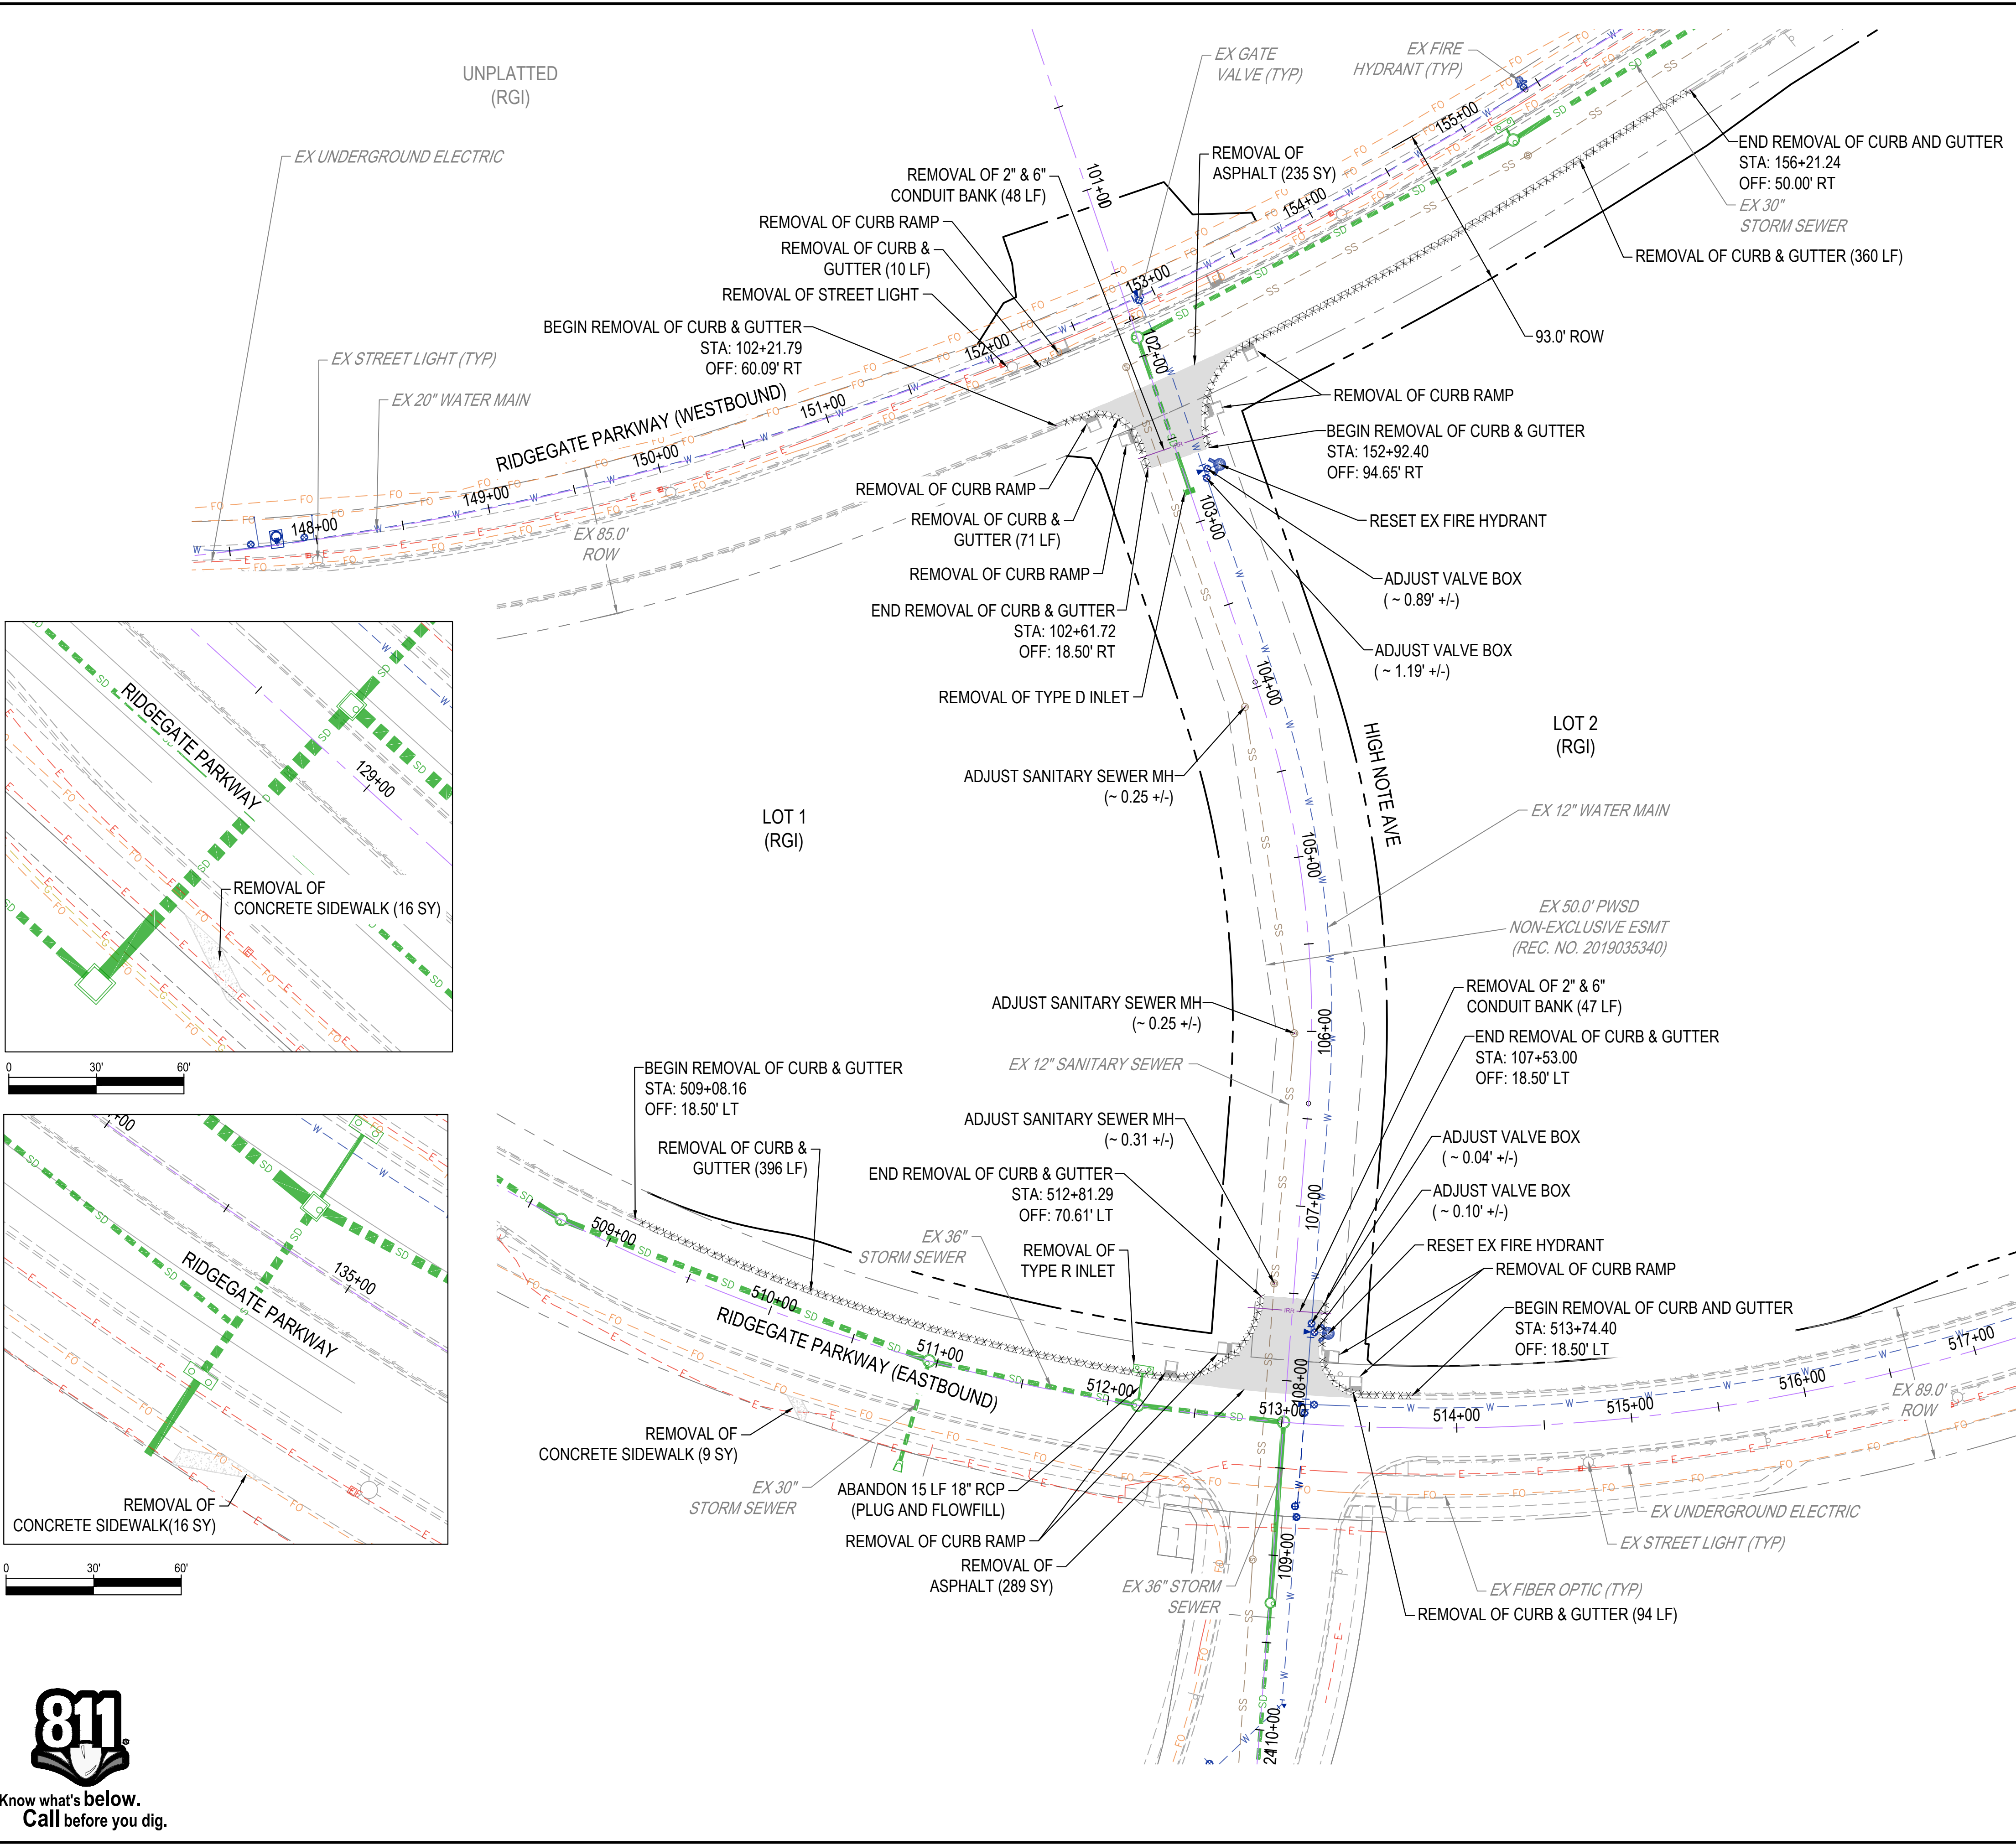 UNPLATTED
(RGI)
EX GATE
VALVE (TYP)
EX FIRE
HYDRANT (TYP)
EX UNDERGROUND ELECTRIC
REMOVAL OF 2" & 6"
CONDUIT BANK (48 LF)
REMOVAL OF
ASPHALT (235 SY)
END REMOVAL OF CURB AND GUTTER
STA: 156+21.24
OFF: 50.00' RT
EX 30"
STORM SEWER
REMOVAL OF CURB RAMP
REMOVAL OF CURB &
GUTTER (10 LF)
REMOVAL OF STREET LIGHT
REMOVAL OF CURB & GUTTER (360 LF)
BEGIN REMOVAL OF CURB & GUTTER
STA: 102+21.79
OFF: 60.09' RT
93.0' ROW
EX STREET LIGHT (TYP)
EX 20" WATER MAIN
RIDGEGATE PARKWAY (WESTBOUND)
148+00
149+00
150+00
151+00
152+00
153+00
154+00
155+00
101+00
102+00
103+00
104+00
105+00
106+00
107+00
108+00
109+00
110+00
REMOVAL OF CURB RAMP
BEGIN REMOVAL OF CURB & GUTTER
STA: 152+92.40
OFF: 94.65' RT
REMOVAL OF CURB RAMP
REMOVAL OF CURB &
GUTTER (71 LF)
RESET EX FIRE HYDRANT
EX 85.0'
ROW
REMOVAL OF CURB RAMP
ADJUST VALVE BOX
( ~ 0.89' +/-)
END REMOVAL OF CURB & GUTTER
STA: 102+61.72
OFF: 18.50' RT
ADJUST VALVE BOX
( ~ 1.19' +/-)
REMOVAL OF TYPE D INLET
LOT 2
(RGI)
HIGH NOTE AVE
ADJUST SANITARY SEWER MH
(~ 0.25 +/-)
LOT 1
(RGI)
EX 12" WATER MAIN
EX 50.0' PWSD
NON-EXCLUSIVE ESMT
(REC. NO. 2019035340)
RIDGEGATE PARKWAY
129+00
REMOVAL OF
CONCRETE SIDEWALK (16 SY)
0 30' 60'
ADJUST SANITARY SEWER MH
(~ 0.25 +/-)
REMOVAL OF 2" & 6"
CONDUIT BANK (47 LF)
END REMOVAL OF CURB & GUTTER
STA: 107+53.00
OFF: 18.50' LT
EX 12" SANITARY SEWER
BEGIN REMOVAL OF CURB & GUTTER
STA: 509+08.16
OFF: 18.50' LT
REMOVAL OF CURB &
GUTTER (396 LF)
ADJUST SANITARY SEWER MH
(~ 0.31 +/-)
ADJUST VALVE BOX
( ~ 0.04' +/-)
END REMOVAL OF CURB & GUTTER
STA: 512+81.29
OFF: 70.61' LT
ADJUST VALVE BOX
( ~ 0.10' +/-)
EX 36"
STORM SEWER
REMOVAL OF
TYPE R INLET
RESET EX FIRE HYDRANT
REMOVAL OF CURB RAMP
BEGIN REMOVAL OF CURB AND GUTTER
STA: 513+74.40
OFF: 18.50' LT
IRR
509+00
510+00
511+00
512+00
513+00
514+00
515+00
516+00
517+00
RIDGEGATE PARKWAY (EASTBOUND)
EX 89.0'
ROW
+00
RIDGEGATE PARKWAY
135+00
REMOVAL OF
CONCRETE SIDEWALK(16 SY)
0 30' 60'
REMOVAL OF
CONCRETE SIDEWALK (9 SY)
EX 30"
STORM SEWER
ABANDON 15 LF 18" RCP
(PLUG AND FLOWFILL)
REMOVAL OF CURB RAMP
REMOVAL OF
ASPHALT (289 SY)
EX 36" STORM
SEWER
EX UNDERGROUND ELECTRIC
EX STREET LIGHT (TYP)
EX FIBER OPTIC (TYP)
REMOVAL OF CURB & GUTTER (94 LF)
811
Know what's below.
Call before you dig.